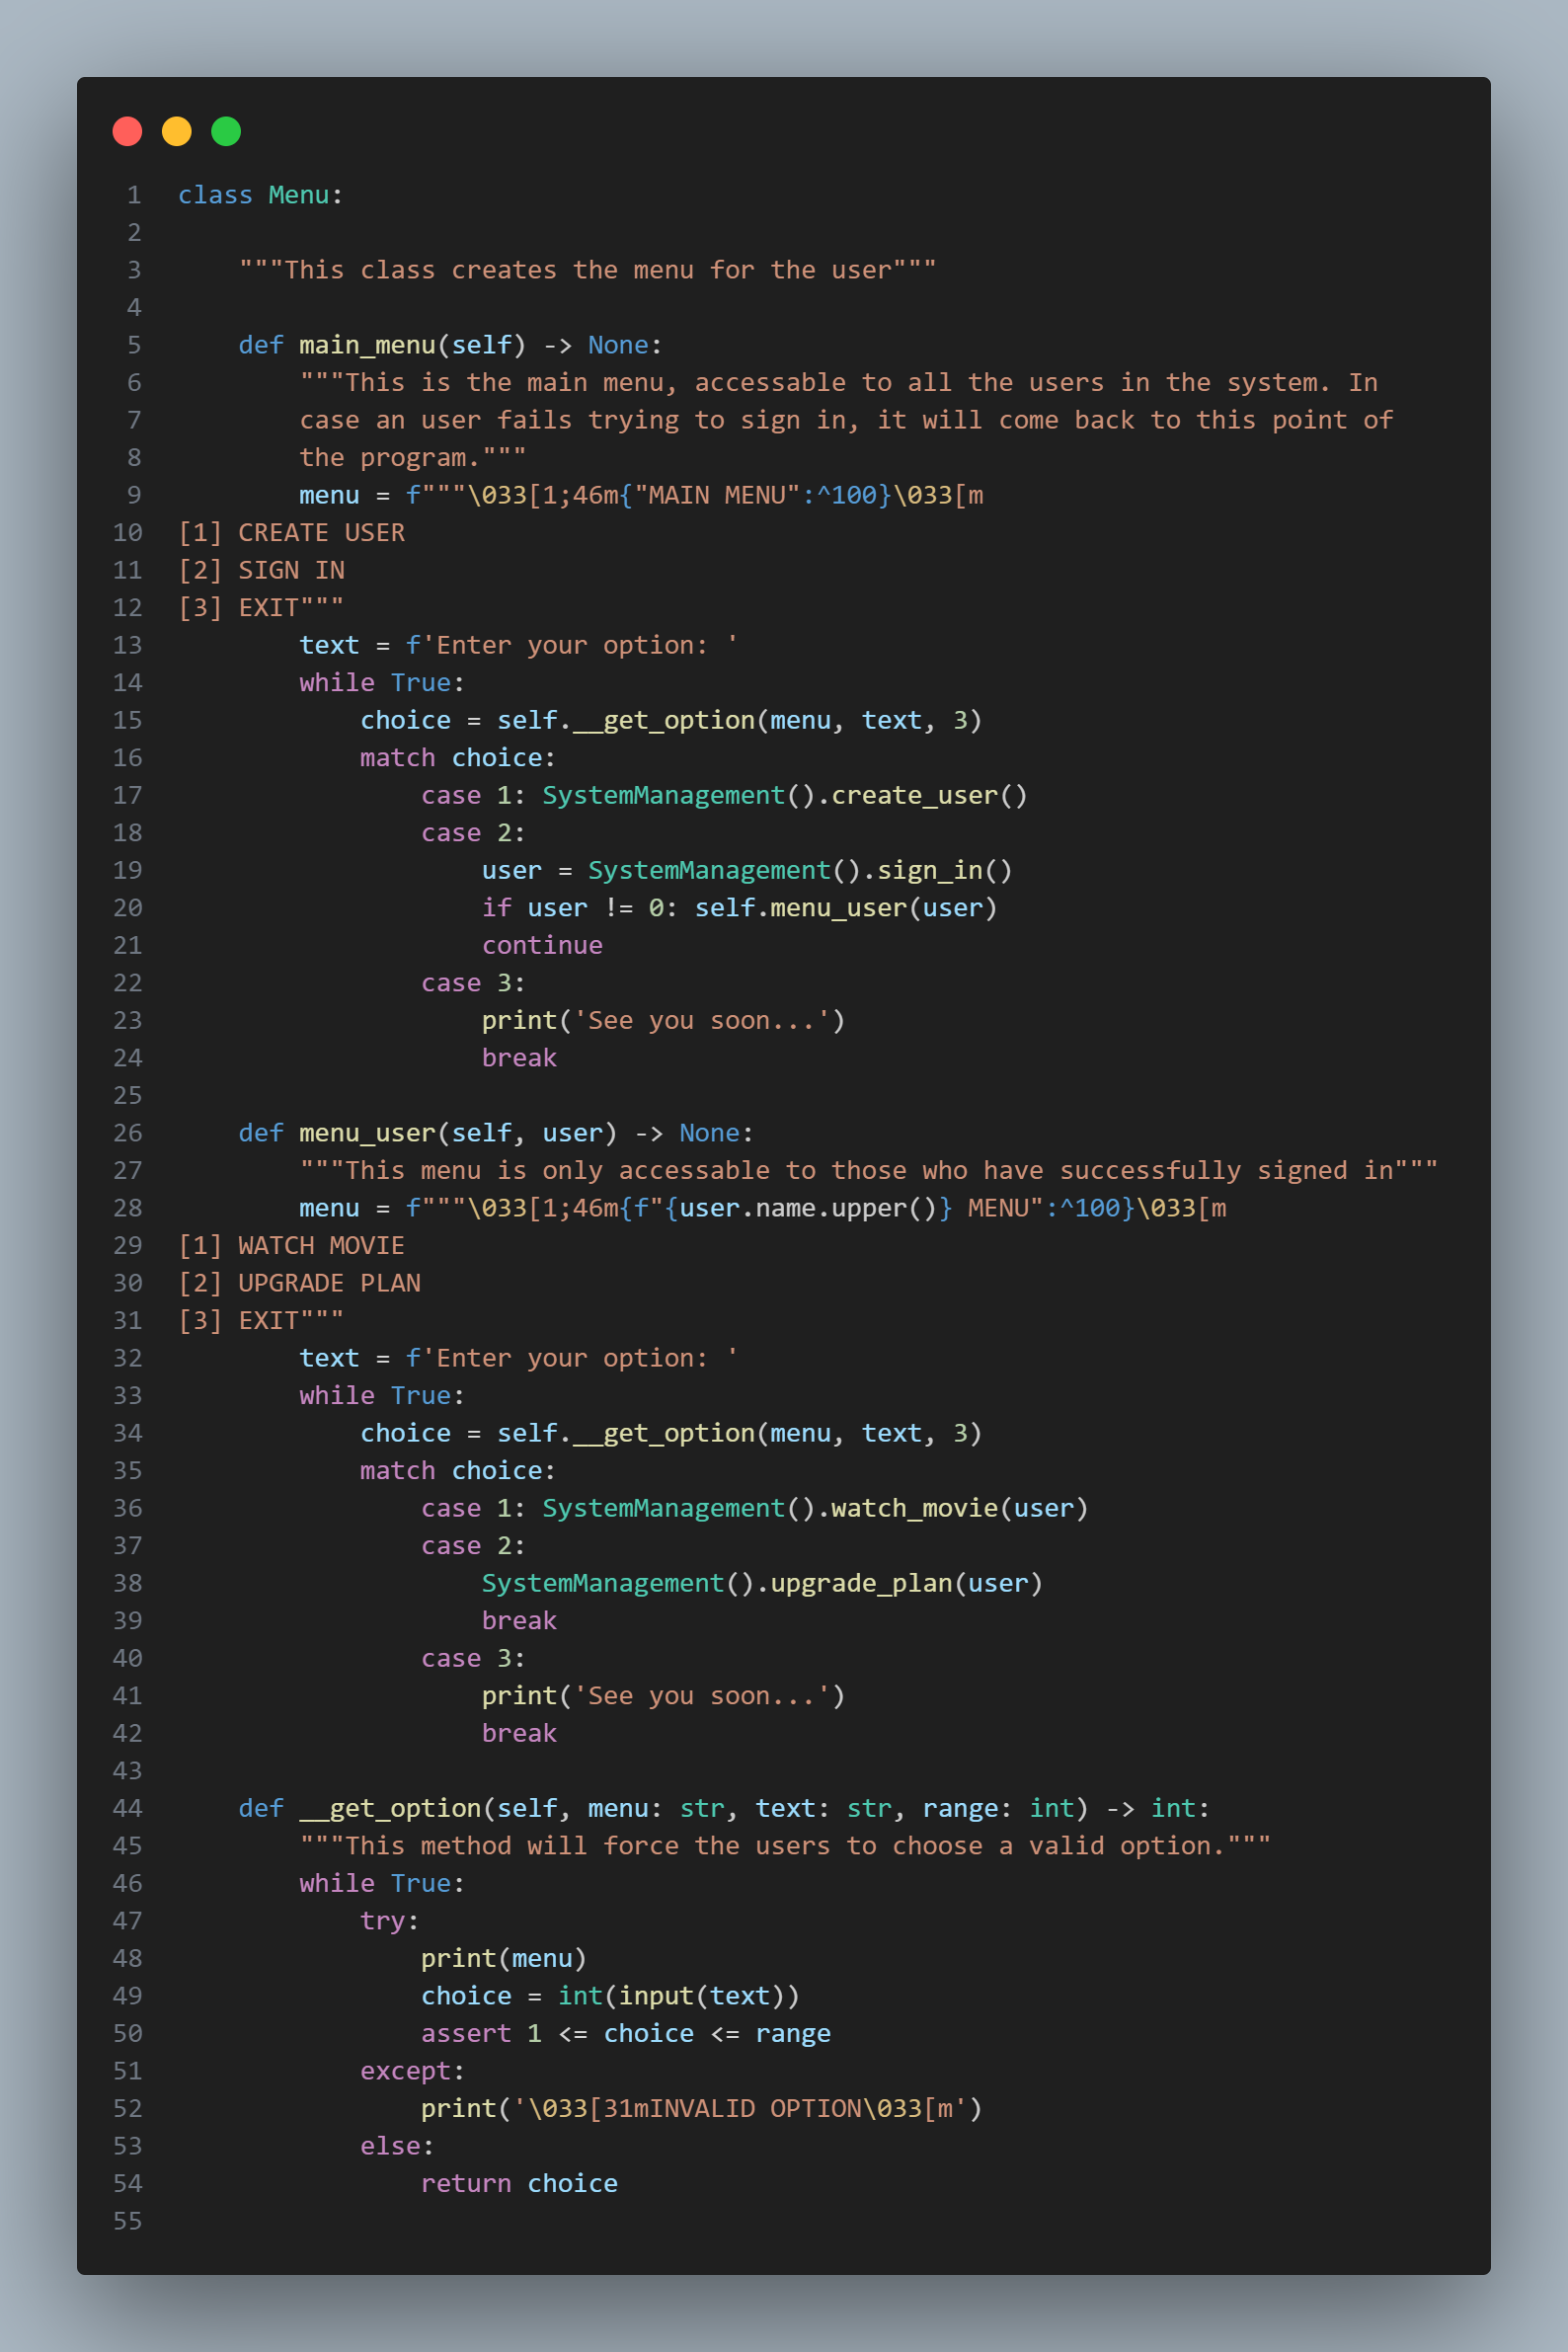 1 class Menu:
2
3     """This class creates the menu for the user"""
4
5     def main_menu(self) -> None:
6         """This is the main menu, accessable to all the users in the system. In
7         case an user fails trying to sign in, it will come back to this point of
8         the program."""
9         menu = f"""\033[1;46m{"MAIN MENU":^100}\033[m
10 [1] CREATE USER
11 [2] SIGN IN
12 [3] EXIT"""
13         text = f'Enter your option: '
14         while True:
15             choice = self.__get_option(menu, text, 3)
16             match choice:
17                 case 1: SystemManagement().create_user()
18                 case 2:
19                     user = SystemManagement().sign_in()
20                     if user != 0: self.menu_user(user)
21                     continue
22                 case 3:
23                     print('See you soon...')
24                     break
25
26     def menu_user(self, user) -> None:
27         """This menu is only accessable to those who have successfully signed in"""
28         menu = f"""\033[1;46m{f"{user.name.upper()} MENU":^100}\033[m
29 [1] WATCH MOVIE
30 [2] UPGRADE PLAN
31 [3] EXIT"""
32         text = f'Enter your option: '
33         while True:
34             choice = self.__get_option(menu, text, 3)
35             match choice:
36                 case 1: SystemManagement().watch_movie(user)
37                 case 2:
38                     SystemManagement().upgrade_plan(user)
39                     break
40                 case 3:
41                     print('See you soon...')
42                     break
43
44     def __get_option(self, menu: str, text: str, range: int) -> int:
45         """This method will force the users to choose a valid option."""
46         while True:
47             try:
48                 print(menu)
49                 choice = int(input(text))
50                 assert 1 <= choice <= range
51             except:
52                 print('\033[31mINVALID OPTION\033[m')
53             else:
54                 return choice
55